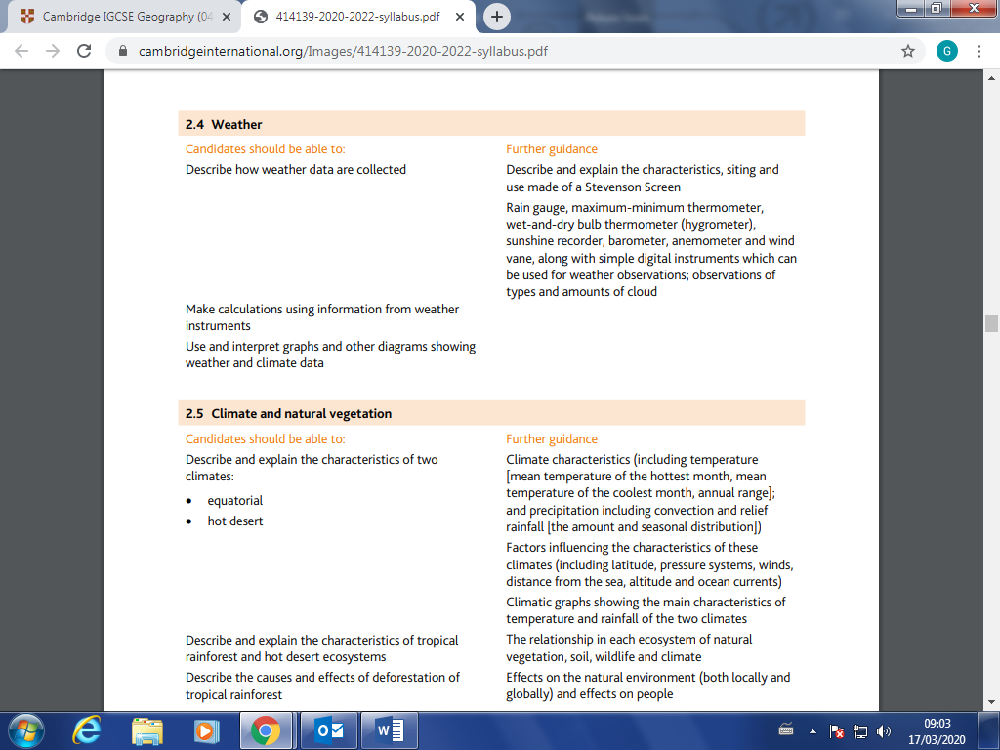 Cambridge IGCSE Geography (04
414139-2020-2022-syllabus.pdf
cambridgeinternational.org/Images/414139-2020-2022-syllabus.pdf
G
2.4 Weather
Candidates should be able to:
Further guidance
Describe how weather data are collected
Describe and explain the characteristics, siting and
use made of a Stevenson Screen
Rain gauge, maximum-minimum thermometer,
wet-and-dry bulb thermometer (hygrometer),
sunshine recorder, barometer, anemometer and wind
vane, along with simple digital instruments which can
be used for weather observations; observations of
types and amounts of cloud
Make calculations using information from weather
instruments
Use and interpret graphs and other diagrams showing
weather and climate data
2.5 Climate and natural vegetation
Candidates should be able to:
Further guidance
Describe and explain the characteristics of two
climates:
• equatorial
• hot desert
Climate characteristics (including temperature
[mean temperature of the hottest month, mean
temperature of the coolest month, annual range];
and precipitation including convection and relief
rainfall [the amount and seasonal distribution])
Factors influencing the characteristics of these
climates (including latitude, pressure systems, winds,
distance from the sea, altitude and ocean currents)
Climatic graphs showing the main characteristics of
temperature and rainfall of the two climates
Describe and explain the characteristics of tropical
rainforest and hot desert ecosystems
The relationship in each ecosystem of natural
vegetation, soil, wildlife and climate
Describe the causes and effects of deforestation of
tropical rainforest
Effects on the natural environment (both locally and
globally) and effects on people
09:03
17/03/2020